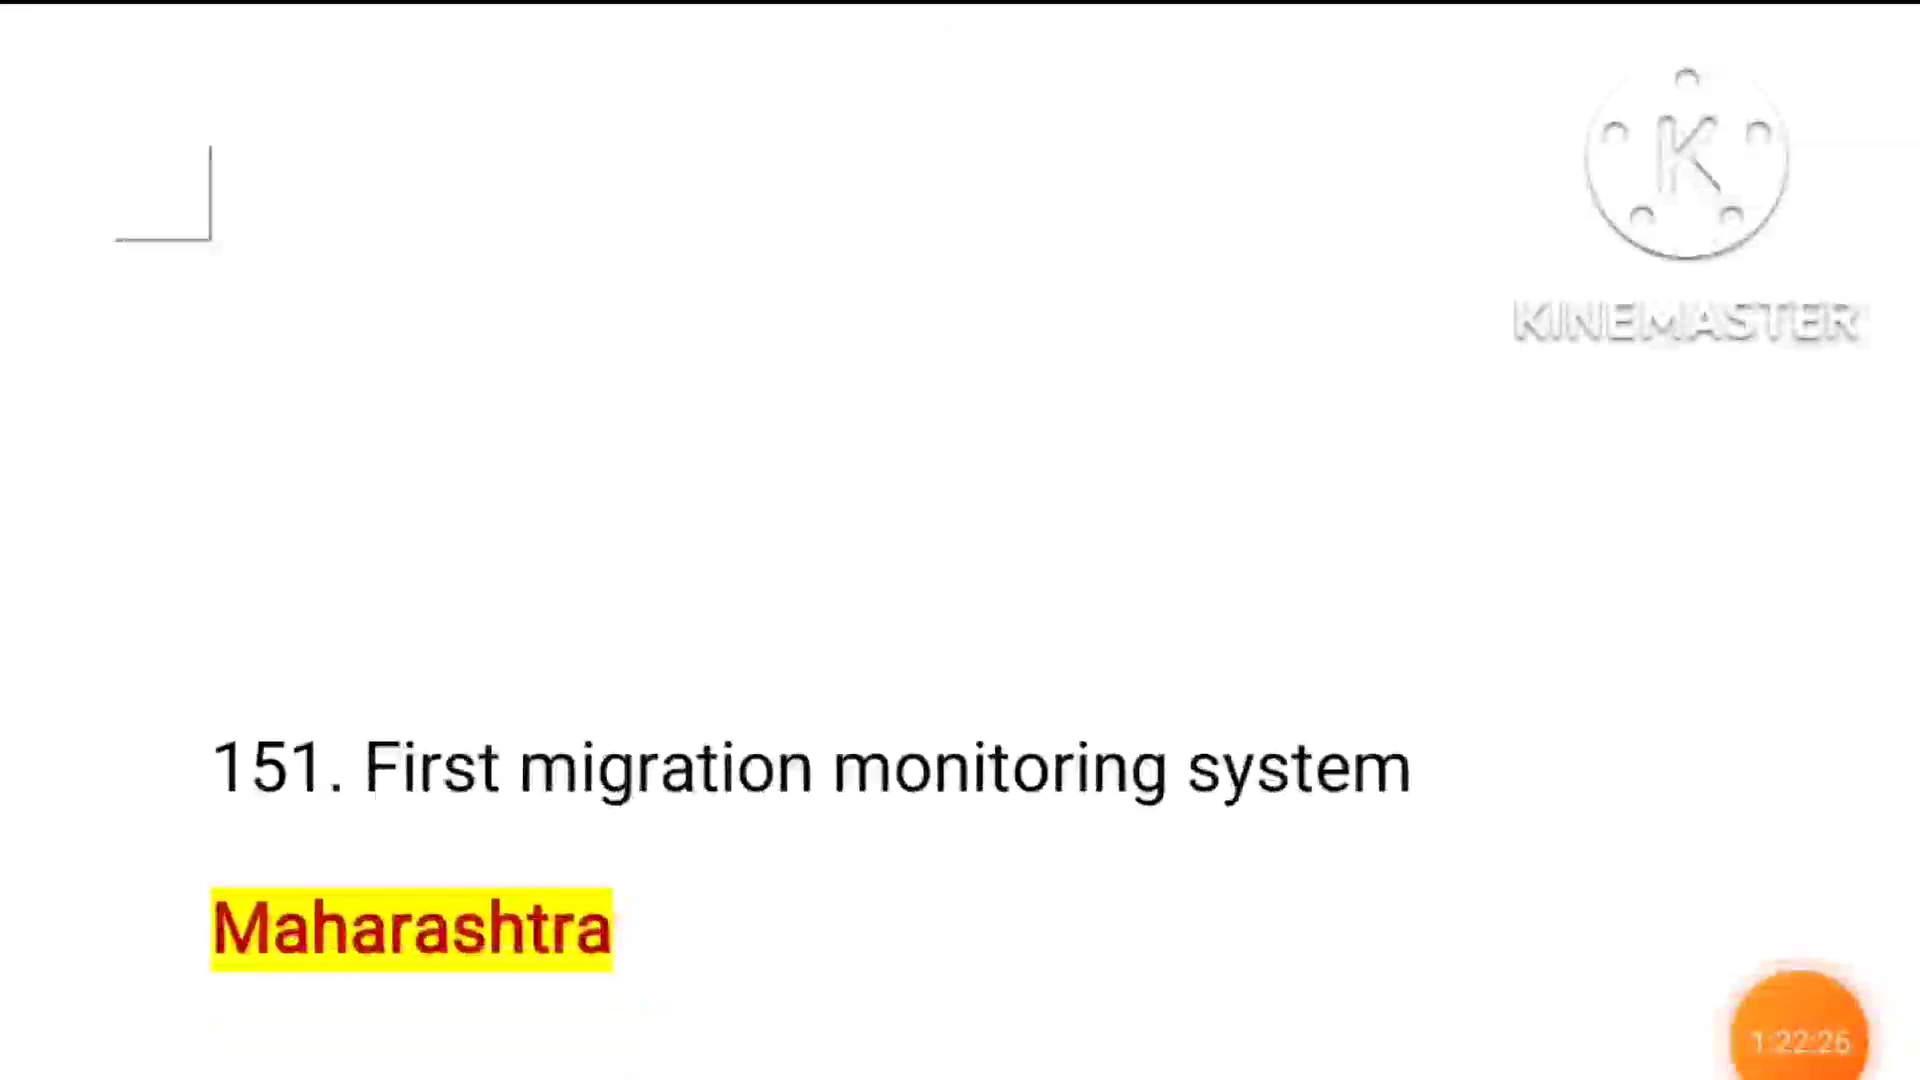 K
KINEMASTER
151. First migration monitoring system
Maharashtra
1:22:26